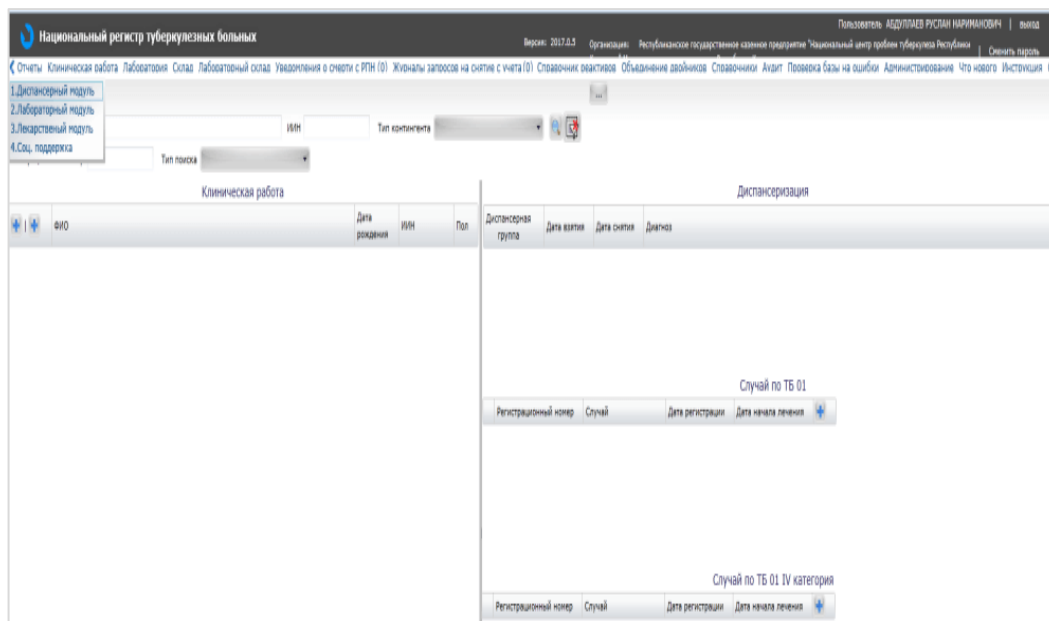 Пользователь АБДУЛЛАЕВ РУСЛАН НАРИМАНОВИЧ | выход
Национальный регистр туберкулезных больных
Версия: 2017.0.5 Организация: Республиканское государственное казенное предприятие "Национальный центр проблем туберкулеза Республики | Сменить пароль
Отчеты Клиническая работа Лаборатория Склад Лабораторный склад Уведомления о смерти с РПН (0) Журналы запросов на снятие с учета (0) Справочник реактивов Объединение двойников Справочники Аудит Проверка базы на ошибки Администрирование Что нового Инструкция
1.Диспансерный модуль
...
2.Лабораторный модуль
3.Лекарственый модуль
ИИН Тип контингента
4.Соц. поддержка
Тип поиска
Клиническая работа
Диспансеризация
ФИО Дата рождения ИИН Пол
Диспансерная группа Дата взятия Дата снятия Диагноз
Случай по ТБ 01
Регистрационный номер Случай Дата регистрации Дата начала лечения
Случай по ТБ 01 IV категория
Регистрационный номер Случай Дата регистрации Дата начала лечения